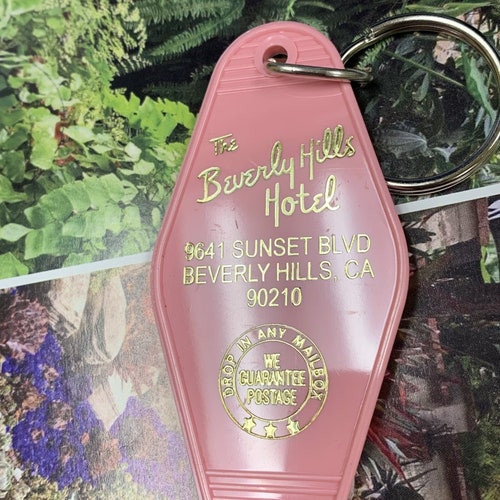 The
Beverly Hills
Hotel
9641 SUNSET BLVD
BEVERLY HILLS, CA
90210
DROP IN ANY MAILBOX
WE
GUARANTEE
POSTAGE